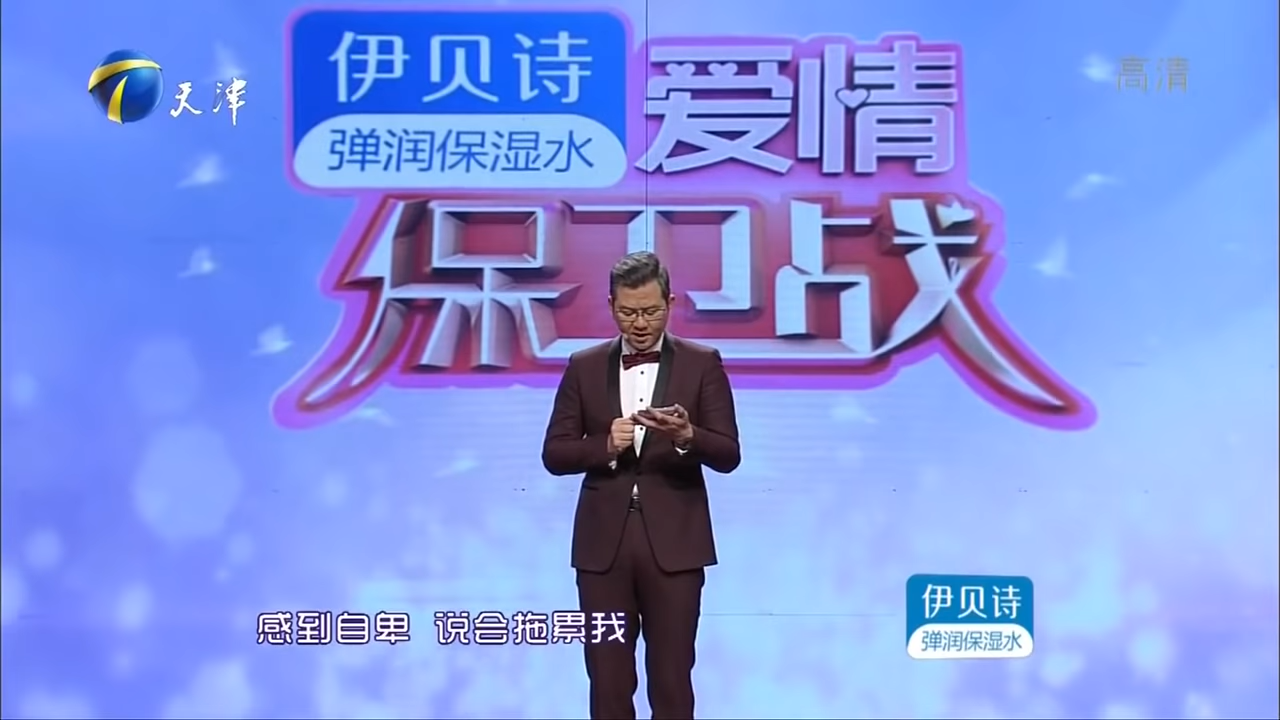 天津
高清
伊贝诗
弹润保湿水
爱情
保卫战
感到自卑 说会拖累我
伊贝诗
弹润保湿水